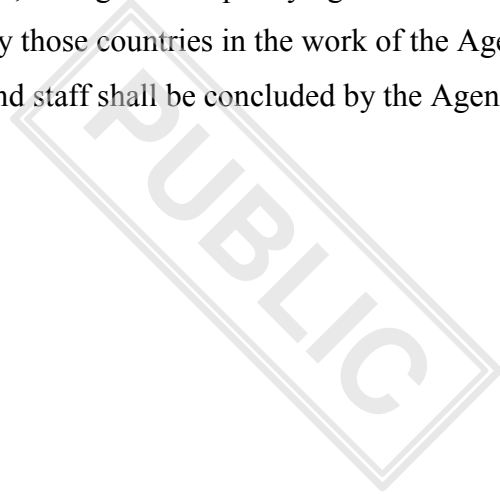 y those countries in the work of the Age
nd staff shall be concluded by the Agen
PUBLIC